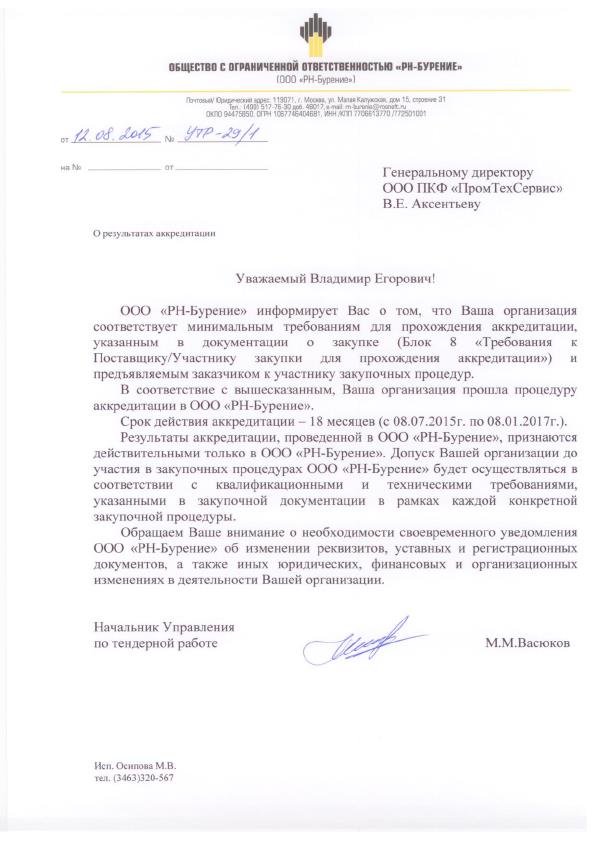 ОБЩЕСТВО С ОГРАНИЧЕННОЙ ОТВЕТСТВЕННОСТЬЮ «РН-БУРЕНИЕ»
(ООО «РН-Бурение»)
Почтовый/ Юридический адрес: 119071, г. Москва, ул. Малая Калужская, дом 15, строение 31
Тел.: (499) 517-76-30 доб. 48017, e-mail: rn-burenie@rosneft.ru
ОКПО 94475850, ОГРН 1067746404681, ИНН /КПП 7706613770 /772501001
от 12.08.2015 № УТР-29/1
на № от
Генеральному директору
ООО ПКФ «ПромТехСервис»
В.Е. Аксентьеву
О результатах аккредитации
Уважаемый Владимир Егорович!
ООО «РН-Бурение» информирует Вас о том, что Ваша организация
соответствует минимальным требованиям для прохождения аккредитации,
указанным в документации о закупке (Блок 8 «Требования к
Поставщику/Участнику закупки для прохождения аккредитации») и
предъявляемым заказчиком к участнику закупочных процедур.
В соответствие с вышесказанным, Ваша организация прошла процедуру
аккредитации в ООО «РН-Бурение».
Срок действия аккредитации – 18 месяцев (с 08.07.2015г. по 08.01.2017г.).
Результаты аккредитации, проведенной в ООО «РН-Бурение», признаются
действительными только в ООО «РН-Бурение». Допуск Вашей организации до
участия в закупочных процедурах ООО «РН-Бурение» будет осуществляться в
соответствии с квалификационными и техническими требованиями,
указанными в закупочной документации в рамках каждой конкретной
закупочной процедуры.
Обращаем Ваше внимание о необходимости своевременного уведомления
ООО «РН-Бурение» об изменении реквизитов, уставных и регистрационных
документов, а также иных юридических, финансовых и организационных
изменениях в деятельности Вашей организации.
Начальник Управления
по тендерной работе М.М.Васюков
Исп. Осипова М.В.
тел. (3463)320-567